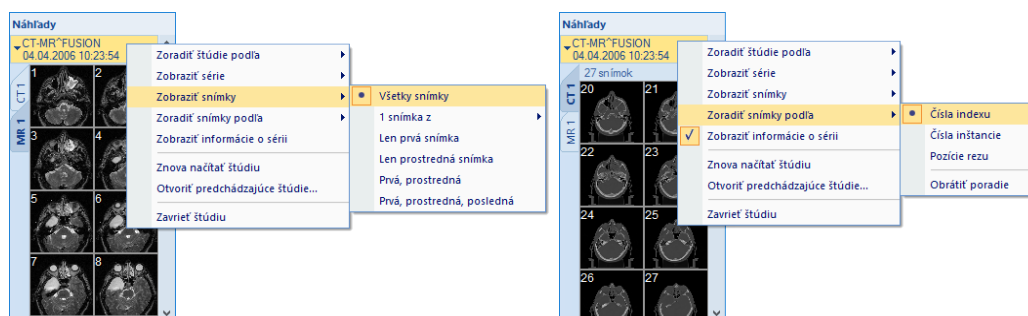 Náhľady
CT-MR^FUSION
04.04.2006 10:23:54
CT 1
MR 1
1
2
3
4
5
6
7
8
Zoradiť štúdie podľa
Zobraziť série
Zobraziť snímky
Zoradiť snímky podľa
Zobraziť informácie o sérii
Znova načítať štúdiu
Otvoriť predchádzajúce štúdie...
Zavrieť štúdiu
Všetky snímky
1 snímka z
Len prvá snímka
Len prostredná snímka
Prvá, prostredná
Prvá, prostredná, posledná
Náhľady
CT-MR^FUSION
04.04.2006 10:23:54
27 snímok
CT 1
MR 1
20
21
22
23
24
25
26
27
Zoradiť štúdie podľa
Zobraziť série
Zobraziť snímky
Zoradiť snímky podľa
Zobraziť informácie o sérii
Znova načítať štúdiu
Otvoriť predchádzajúce štúdie...
Zavrieť štúdiu
Čísla indexu
Čísla inštancie
Pozície rezu
Obrátiť poradie